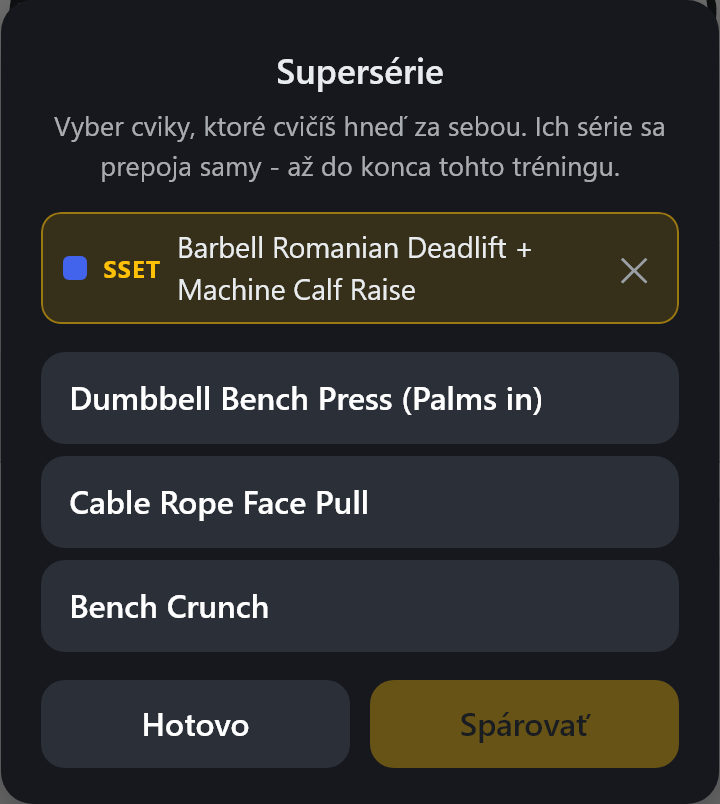 Supersérie
Vyber cviky, ktoré cvičíš hneď za sebou. Ich série sa
prepoja samy - až do konca tohto tréningu.
SSET Barbell Romanian Deadlift +
Machine Calf Raise
Dumbbell Bench Press (Palms in)
Cable Rope Face Pull
Bench Crunch
Hotovo
Spárovať